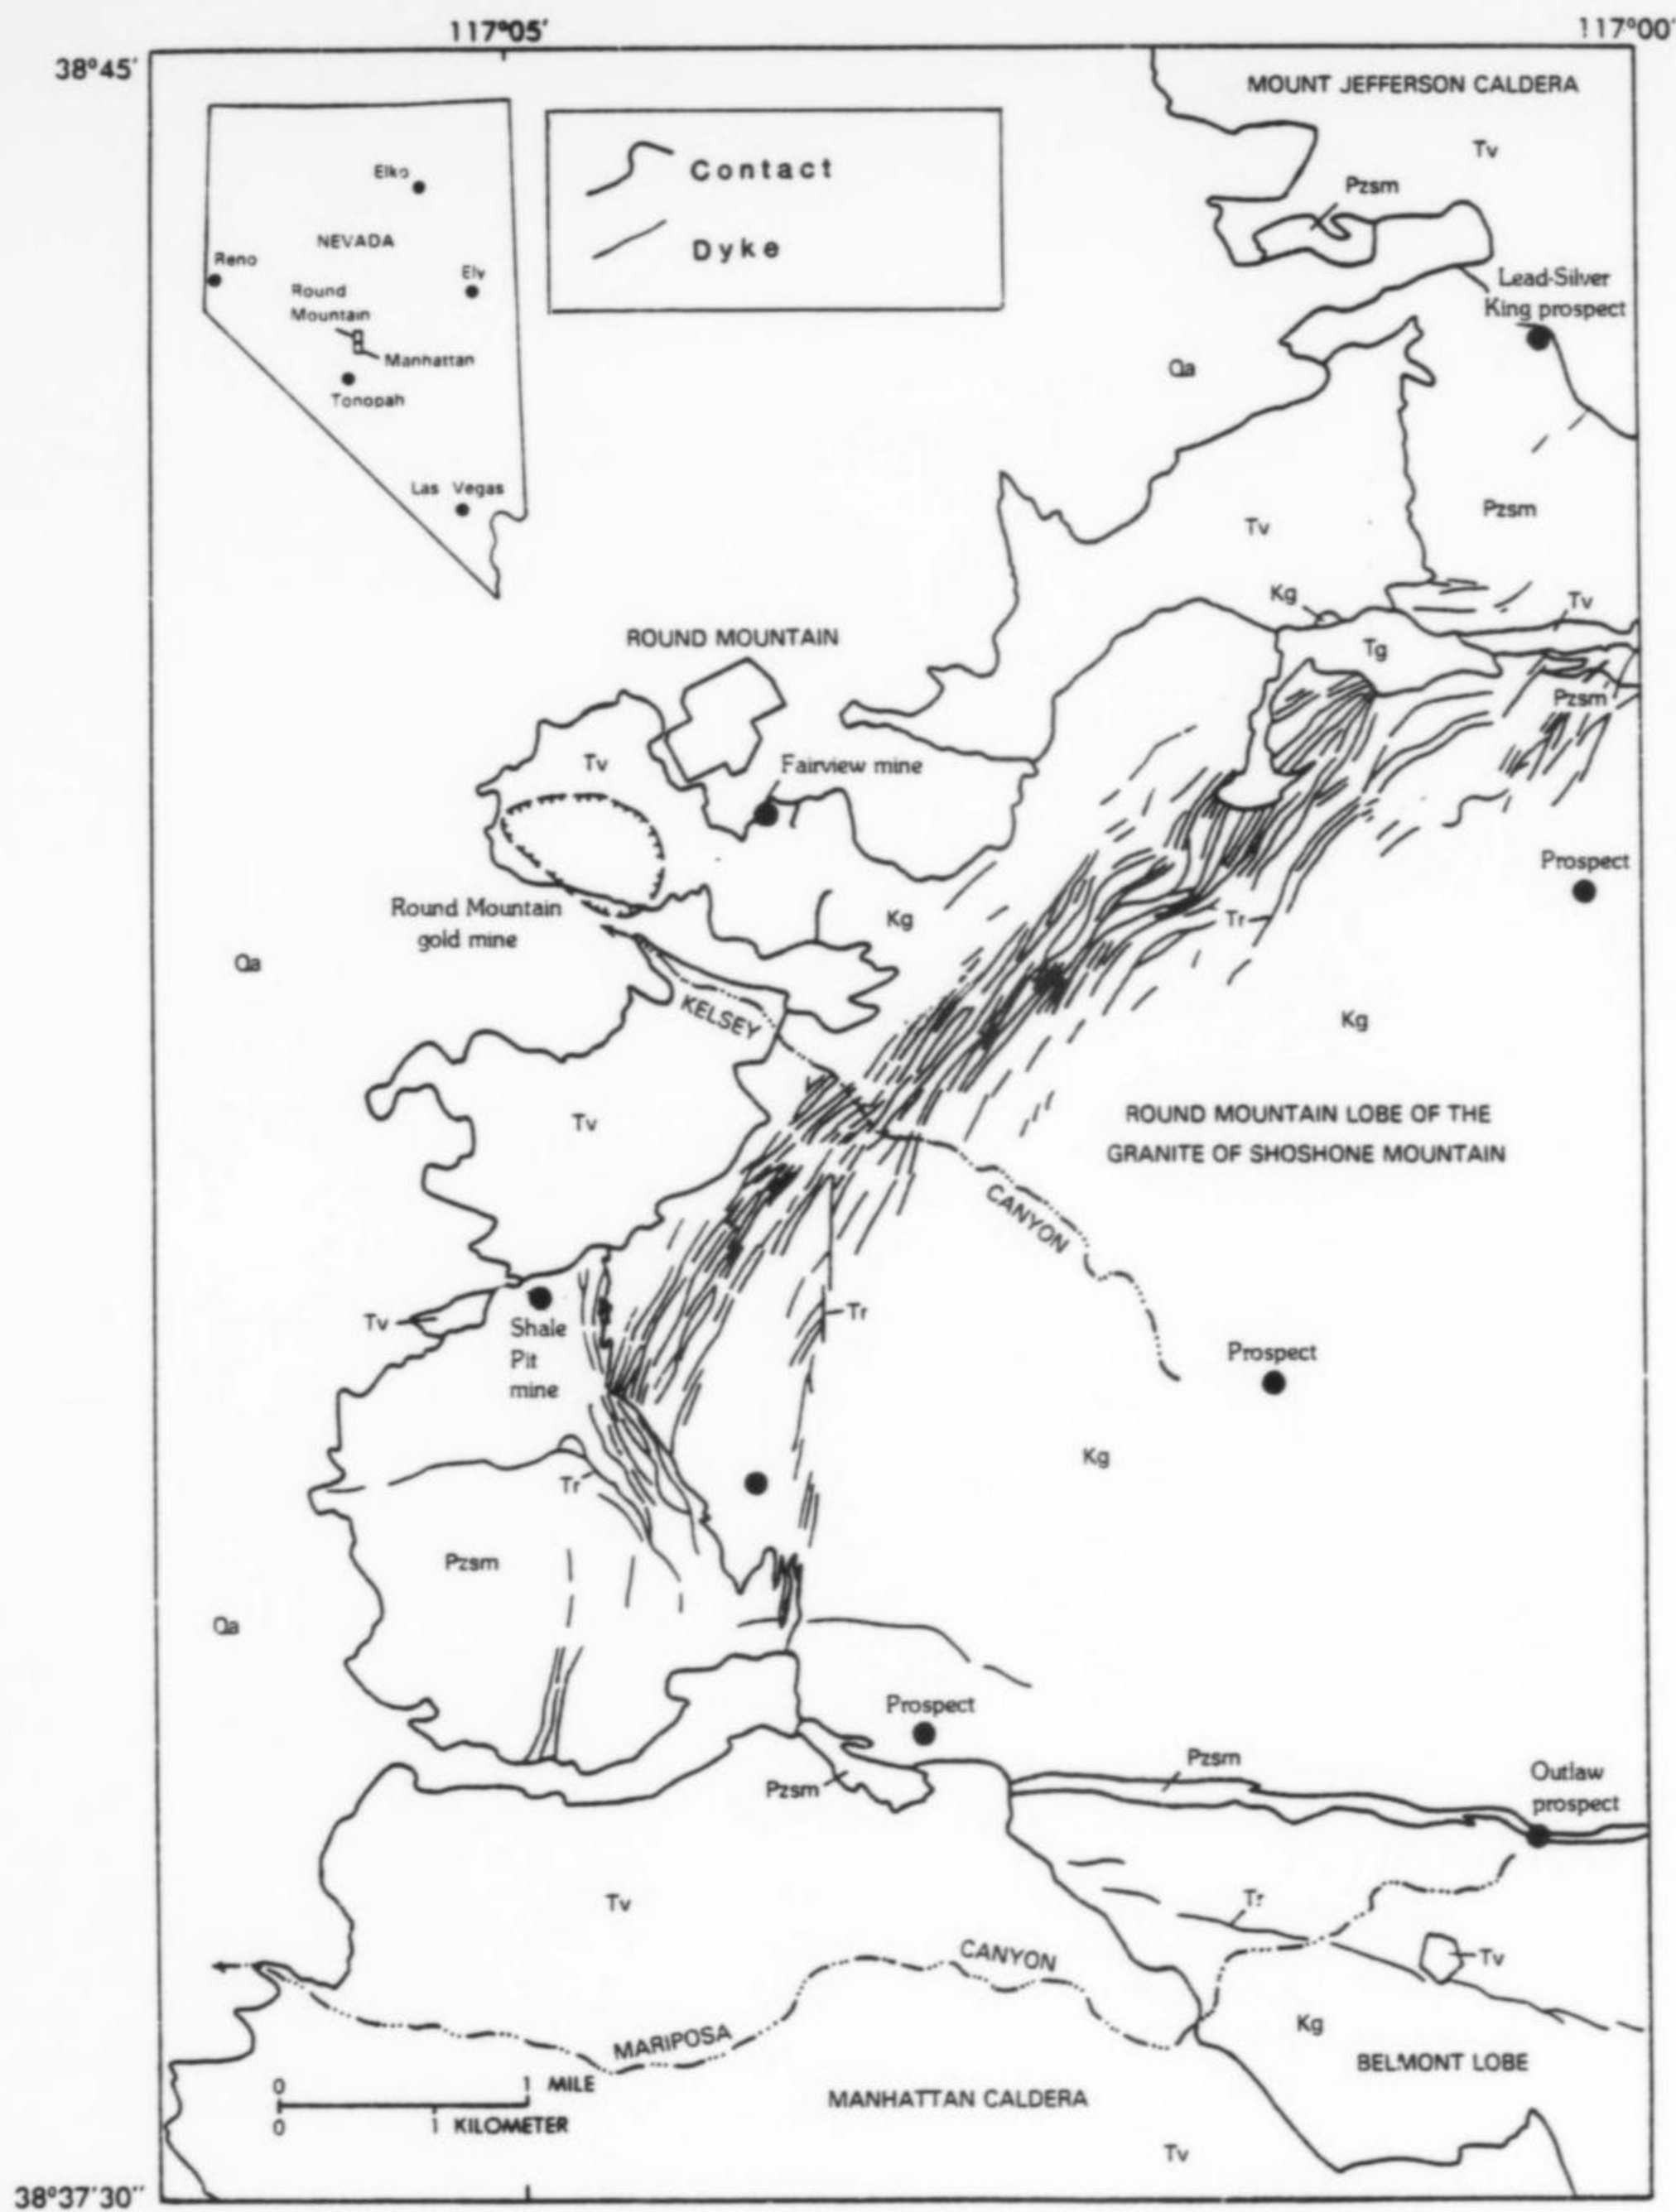 117°05′
117°00′
38°45′
MOUNT JEFFERSON CALDERA
Tv
Pzsm
Elko
NEVADA
Reno
Ely
Round
Mountain
Manhattan
Tonopah
Las Vegas
Contact
Dyke
Lead-Silver
King prospect
Qa
Tv
Pzsm
Kg
Tv
Tg
Pzsm
ROUND MOUNTAIN
Tv
Fairview mine
Prospect
Round Mountain
gold mine
Kg
Tr
Qa
KELSEY
Kg
Tv
ROUND MOUNTAIN LOBE OF THE
GRANITE OF SHOSHONE MOUNTAIN
CANYON
Tv
Shale
Pit
mine
Tr
Prospect
Kg
Tr
Pzsm
Qa
Prospect
Pzsm
Pzsm
Outlaw
prospect
Tv
Tr
CANYON
Tv
MARIPOSA
Kg
BELMONT LOBE
0 1 MILE
0 1 KILOMETER
MANHATTAN CALDERA
Tv
38°37′30″